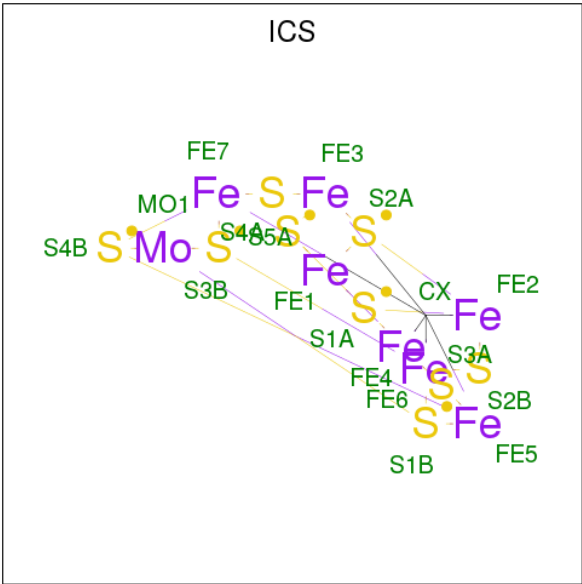 ICS
FE7
FE3
Fe S Fe
S2A
MO1
S4A S5A
S S
S4B S Mo S
Fe
S3B
FE1
CX
FE2
S
Fe
S1A
Fe
S3A
FE4
Fe
S
S
FE6
S2B
S
Fe
S1B
FE5